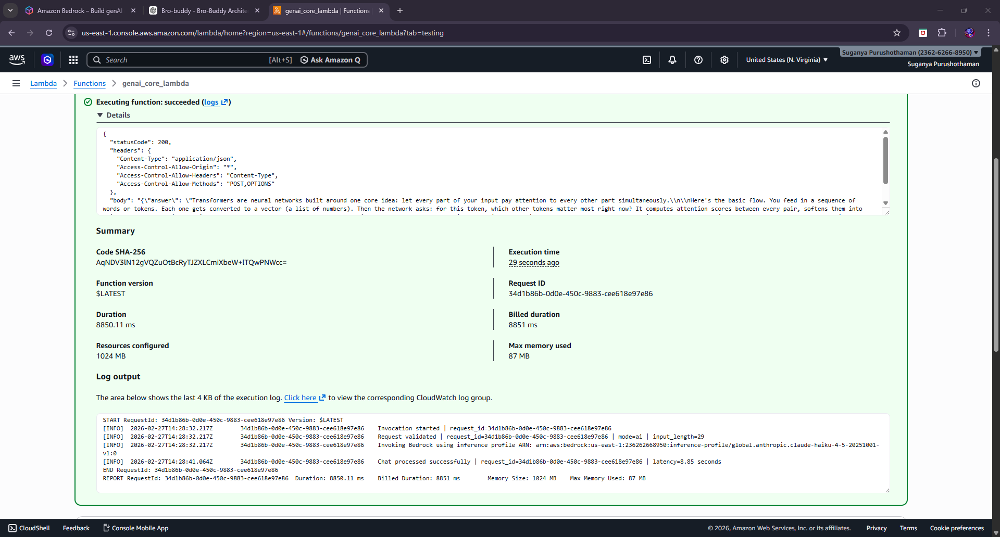 Amazon Bedrock – Build genAI
Bro-buddy - Bro-Buddy Archite
genai_core_lambda | Functions
us-east-1.console.aws.amazon.com/lambda/home?region=us-east-1#/functions/genai_core_lambda?tab=testing
aws
Search
[Alt+S]
Ask Amazon Q
United States (N. Virginia)
Suganya Purushothaman (2362-6266-8950)
Suganya Purushothaman
Lambda
Functions
genai_core_lambda
Executing function: succeeded (logs)
Details
{
"statusCode": 200,
"headers": {
"Content-Type": "application/json",
"Access-Control-Allow-Origin": "*",
"Access-Control-Allow-Headers": "Content-Type",
"Access-Control-Allow-Methods": "POST,OPTIONS"
},
"body": "{\"answer\": \"Transformers are neural networks built around one core idea: let every part of your input pay attention to every other part simultaneously.\\n\\nHere's the basic flow. You feed in a sequence of
words or tokens. Each one gets converted to a vector (a list of numbers). Then the network asks: for this token, which other tokens matter most right now? It computes attention scores between every pair, softens them into
Summary
Code SHA-256
AqNDV3lN12gVQZuOtBcRyTJZXLCmiXbeW+lTQwPNWcc=
Execution time
29 seconds ago
Function version
$LATEST
Request ID
34d1b86b-0d0e-450c-9883-cee618e97e86
Duration
8850.11 ms
Billed duration
8851 ms
Resources configured
1024 MB
Max memory used
87 MB
Log output
The area below shows the last 4 KB of the execution log. Click here to view the corresponding CloudWatch log group.
START RequestId: 34d1b86b-0d0e-450c-9883-cee618e97e86 Version: $LATEST
[INFO] 2026-02-27T14:28:32.217Z 34d1b86b-0d0e-450c-9883-cee618e97e86 Invocation started | request_id=34d1b86b-0d0e-450c-9883-cee618e97e86
[INFO] 2026-02-27T14:28:32.217Z 34d1b86b-0d0e-450c-9883-cee618e97e86 Request validated | request_id=34d1b86b-0d0e-450c-9883-cee618e97e86 | mode=ai | input_length=29
[INFO] 2026-02-27T14:28:32.217Z 34d1b86b-0d0e-450c-9883-cee618e97e86 Invoking Bedrock using inference profile ARN: arn:aws:bedrock:us-east-1:236262668950:inference-profile/global.anthropic.claude-haiku-4-5-20251001-
v1:0
[INFO] 2026-02-27T14:28:41.064Z 34d1b86b-0d0e-450c-9883-cee618e97e86 Chat processed successfully | request_id=34d1b86b-0d0e-450c-9883-cee618e97e86 | latency=8.85 seconds
END RequestId: 34d1b86b-0d0e-450c-9883-cee618e97e86
REPORT RequestId: 34d1b86b-0d0e-450c-9883-cee618e97e86 Duration: 8850.11 ms Billed Duration: 8851 ms Memory Size: 1024 MB Max Memory Used: 87 MB
CloudShell
Feedback
Console Mobile App
© 2026, Amazon Web Services, Inc. or its affiliates.
Privacy
Terms
Cookie preferences